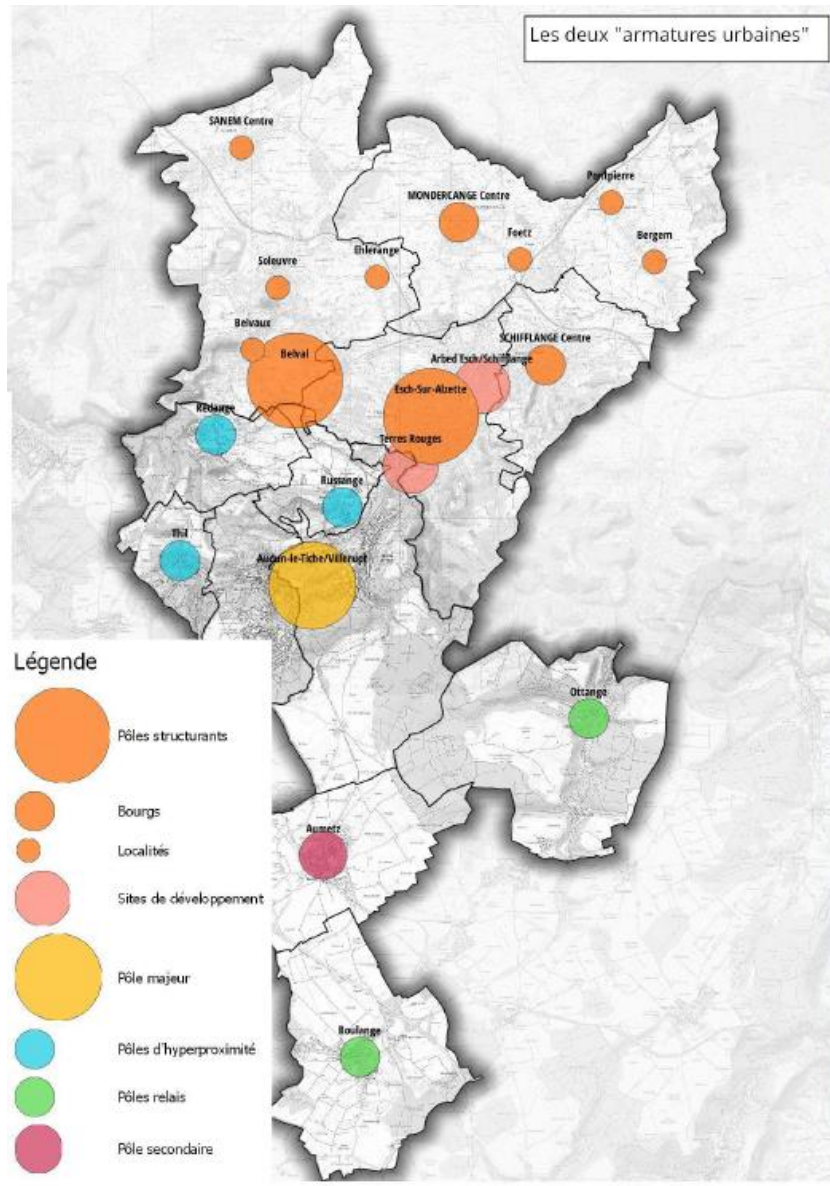 Les deux "armatures urbaines"
SANEM Centre
Pontpierre
MONDERCANGE Centre
Foetz
Bergem
Ehlerange
Soleuvre
Belvaux
SCHIFFLANGE Centre
Belval
Arbed Esch/Schifflange
Esch-Sur-Alzette
Rédange
Terres Rouges
Russange
Thil
Audun-le-Tiche/Villerupt
Ottange
Aumetz
Boulange
Légende
Pôles structurants
Bourgs
Localités
Sites de développement
Pôle majeur
Pôles d'hyperproximité
Pôles relais
Pôle secondaire